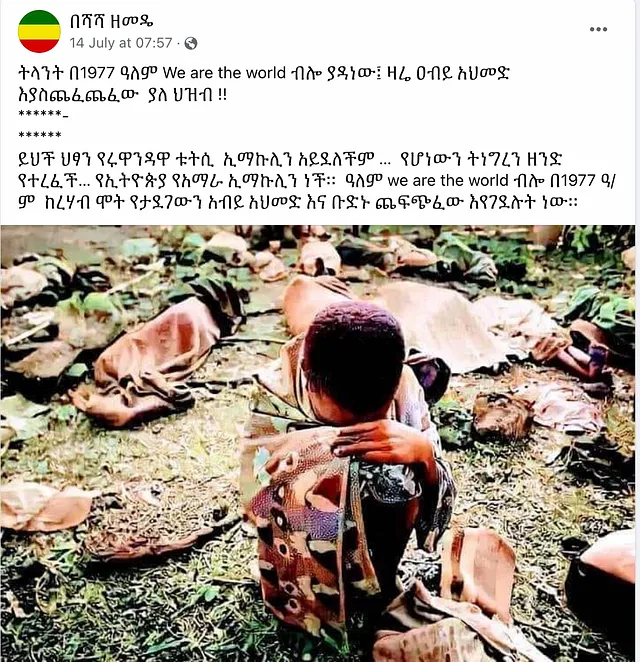 በሻሻ ዘመዴ
14 July at 07:57 ·
ትላንት በ1977 ዓለም We are the world ብሎ ያዳነው፤ ዛሬ ዐብይ አህመድ
እያስጨፈጨፈው ያለ ህዝብ !!
******-
******
ይህች ህፃን የሩዋንዳዋ ቱትሲ ኢማኩሊን አይደለችም ... የሆነውን ትነግረን ዘንድ
የተረፈች... የኢትዮጵያ የአማራ ኢማኩሊን ነች፡፡ ዓለም we are the world ብሎ በ1977 ዓ/
ም ከረሃብ ሞት የታደገውን አብይ አህመድ እና ቡድኑ ጨፍጭፈው እየገደሉት ነው፡፡